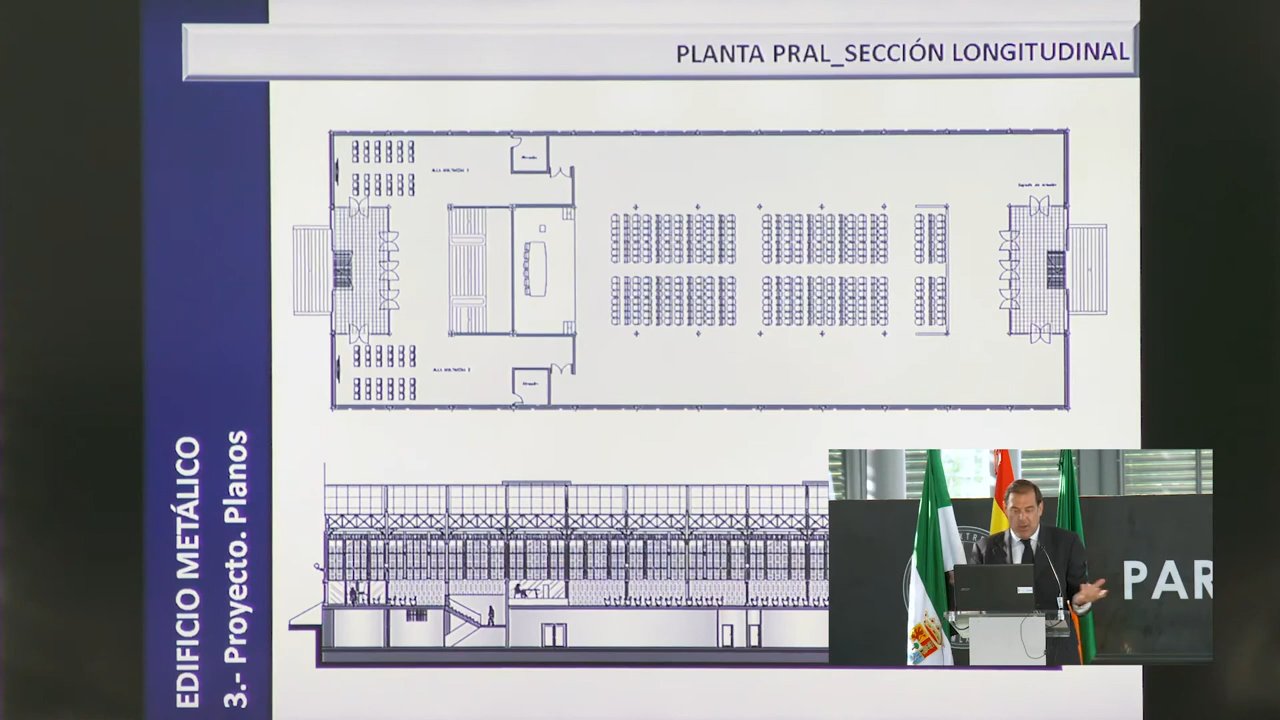 PLANTA PRAL_SECCIÓN LONGITUDINAL
EDIFICIO METÁLICO
3.- Proyecto. Planos
PAR